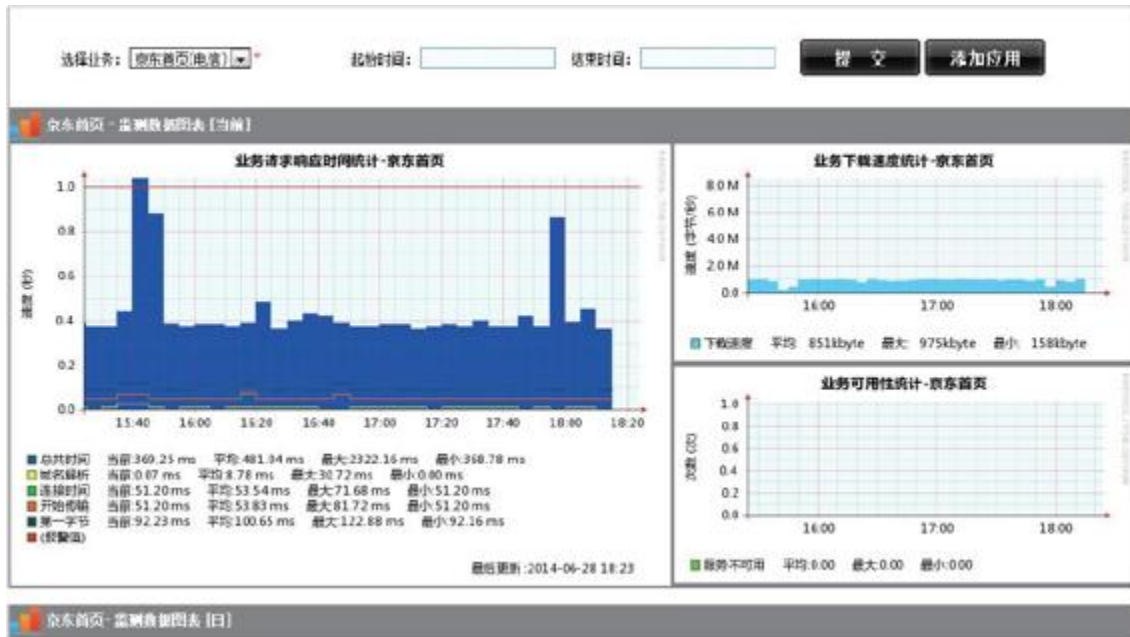 选择业务： 京东首页(电信) * 起始时间： 结束时间： 提 交 添加应用
京东首页 - 监测数据图表 [当前]
业务请求响应时间统计-京东首页
速度 (秒)
1.0
0.8
0.6
0.4
0.2
0.0
15:40 16:00 16:20 16:40 17:00 17:20 17:40 18:00 18:20
总共时间 当前:369.25 ms 平均:481.04 ms 最大:2322.16 ms 最小:368.78 ms
域名解析 当前:0.07 ms 平均:8.78 ms 最大:30.72 ms 最小:0.00 ms
连接时间 当前:51.20 ms 平均:53.54 ms 最大:71.68 ms 最小:51.20 ms
开始传输 当前:51.20 ms 平均:53.83 ms 最大:81.72 ms 最小:51.20 ms
第一字节 当前:92.23 ms 平均:100.65 ms 最大:122.88 ms 最小:92.16 ms
(报警值)
最后更新:2014-06-28 18:23
业务下载速度统计-京东首页
速度 (字节/秒)
8.0 M
6.0 M
4.0 M
2.0 M
0.0
16:00 17:00 18:00
下载速度 平均: 851kbyte 最大: 975kbyte 最小: 158kbyte
业务可用性统计-京东首页
次数 (次)
1.0
0.8
0.6
0.4
0.2
0.0
16:00 17:00 18:00
服务不可用 平均:0.00 最大:0.00 最小:0.00
京东首页- 监测数据图表 [日]